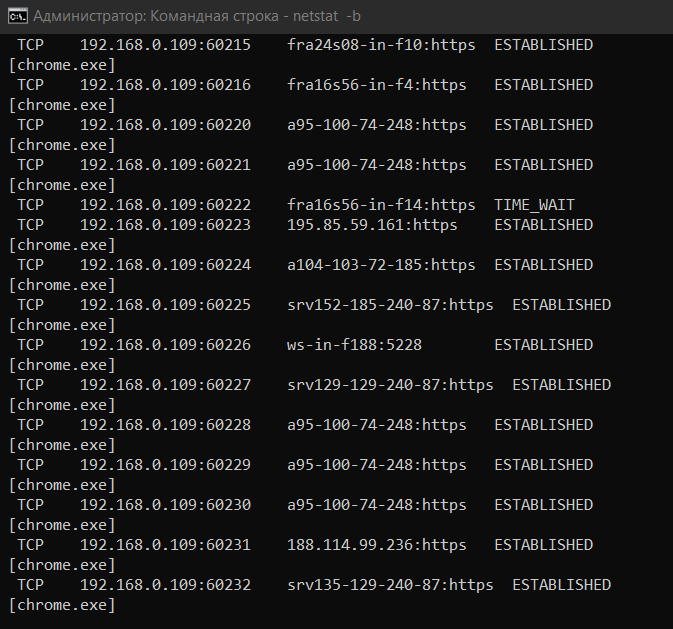 Администратор: Командная строка - netstat -b
TCP 192.168.0.109:60215 fra24s08-in-f10:https ESTABLISHED
[chrome.exe]
TCP 192.168.0.109:60216 fra16s56-in-f4:https ESTABLISHED
[chrome.exe]
TCP 192.168.0.109:60220 a95-100-74-248:https ESTABLISHED
[chrome.exe]
TCP 192.168.0.109:60221 a95-100-74-248:https ESTABLISHED
[chrome.exe]
TCP 192.168.0.109:60222 fra16s56-in-f14:https TIME_WAIT
TCP 192.168.0.109:60223 195.85.59.161:https ESTABLISHED
[chrome.exe]
TCP 192.168.0.109:60224 a104-103-72-185:https ESTABLISHED
[chrome.exe]
TCP 192.168.0.109:60225 srv152-185-240-87:https ESTABLISHED
[chrome.exe]
TCP 192.168.0.109:60226 ws-in-f188:5228 ESTABLISHED
[chrome.exe]
TCP 192.168.0.109:60227 srv129-129-240-87:https ESTABLISHED
[chrome.exe]
TCP 192.168.0.109:60228 a95-100-74-248:https ESTABLISHED
[chrome.exe]
TCP 192.168.0.109:60229 a95-100-74-248:https ESTABLISHED
[chrome.exe]
TCP 192.168.0.109:60230 a95-100-74-248:https ESTABLISHED
[chrome.exe]
TCP 192.168.0.109:60231 188.114.99.236:https ESTABLISHED
[chrome.exe]
TCP 192.168.0.109:60232 srv135-129-240-87:https ESTABLISHED
[chrome.exe]